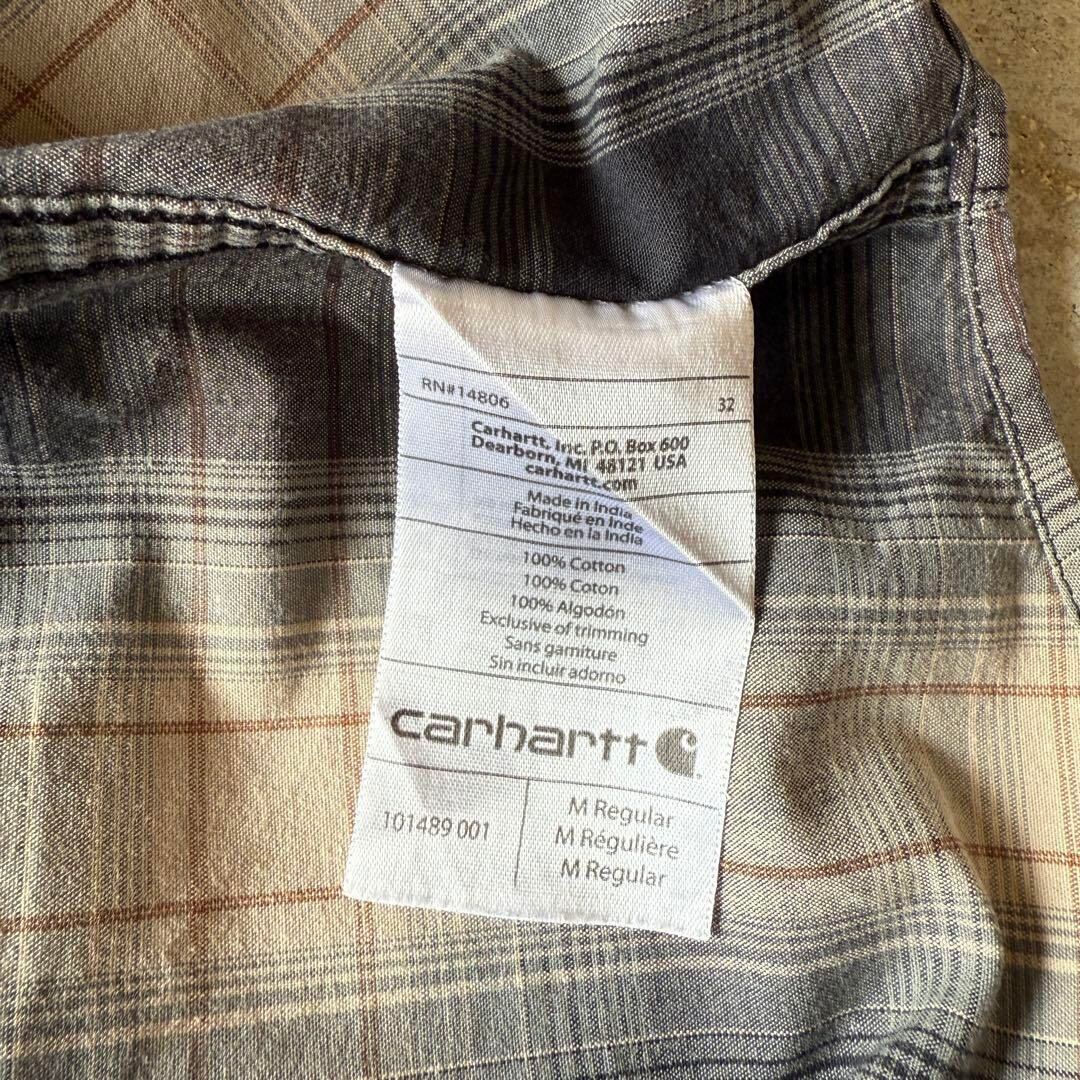 RN#14806
32
Carhartt, Inc. P.O. Box 600
Dearborn, MI 48121 USA
carhartt.com
Made in India
Fabriqué en Inde
Hecho en la India
100% Cotton
100% Coton
100% Algodón
Exclusive of trimming
Sans garniture
Sin incluir adorno
carhartt
101489 001
M Regular
M Régulière
M Regular